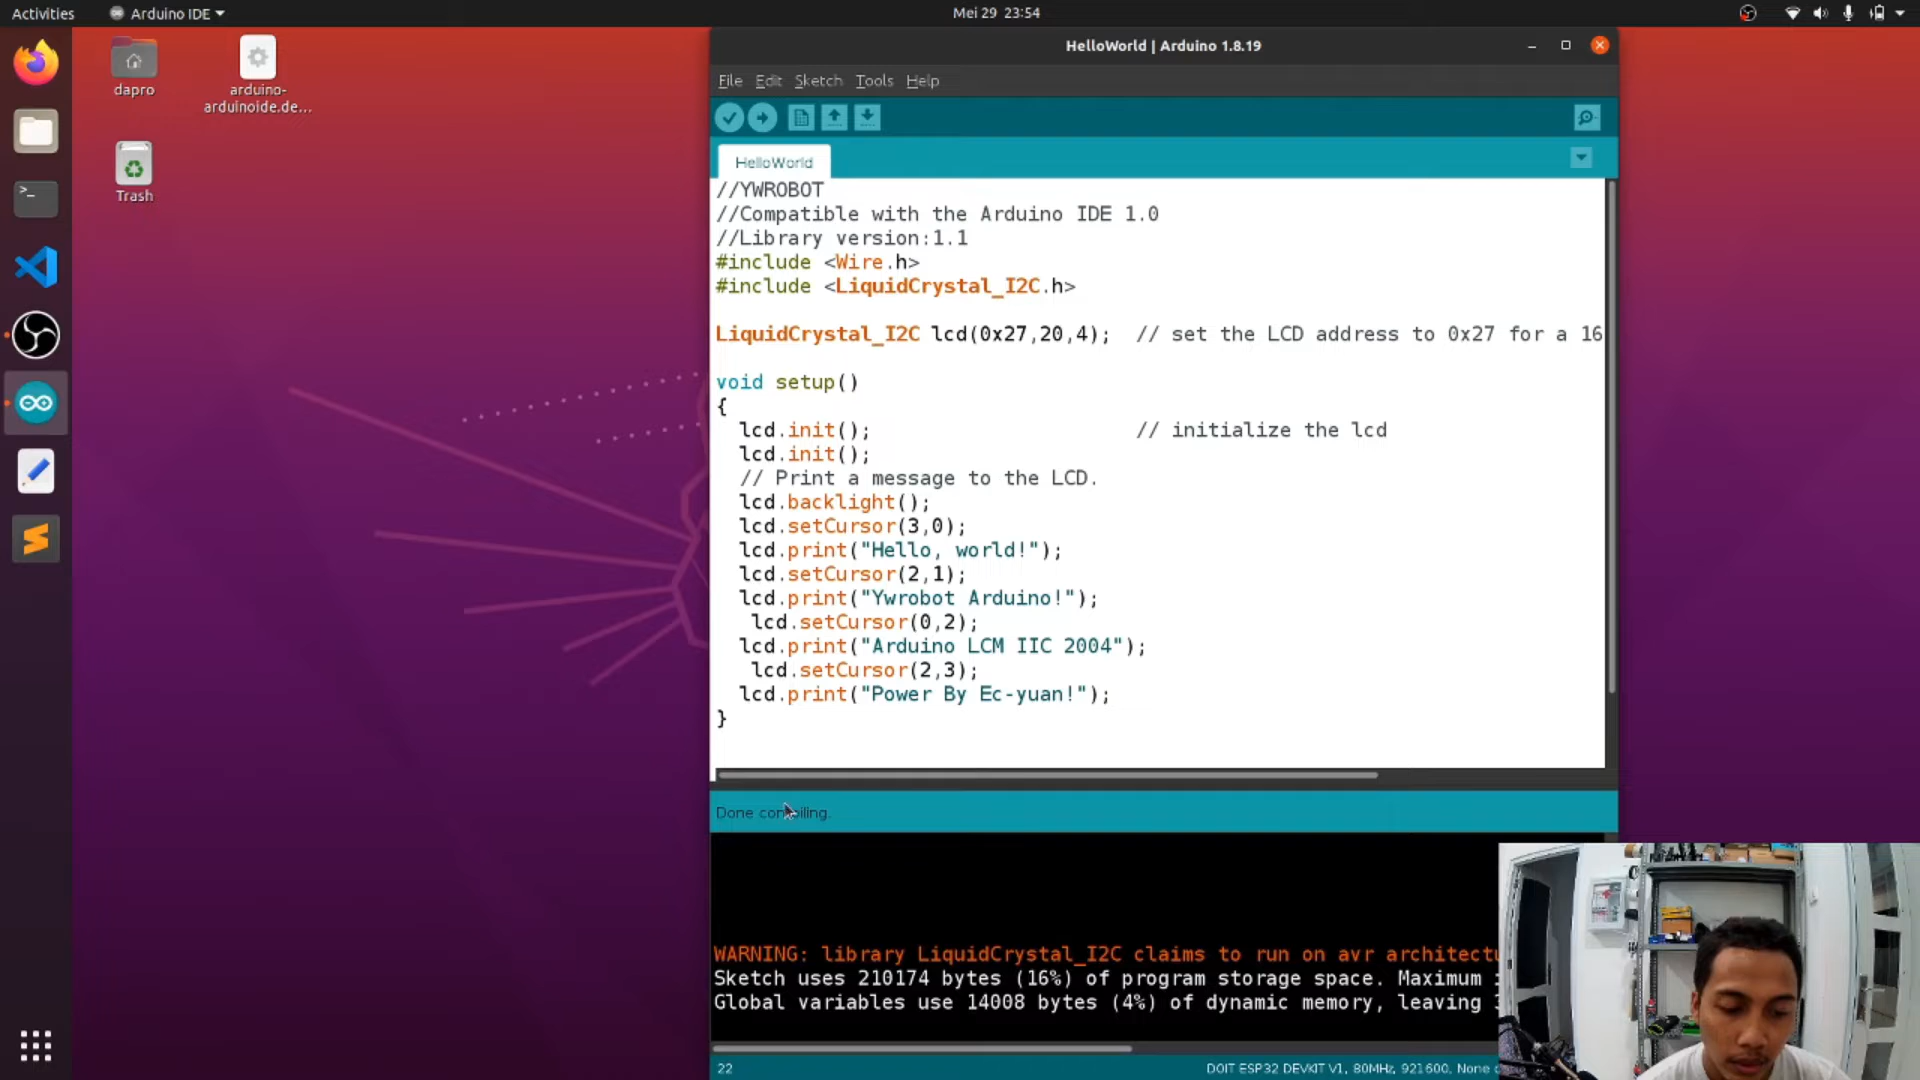 Activities
Arduino IDE
Mei 29 23:54
dapro
arduino-
arduinoide.de...
Trash
HelloWorld | Arduino 1.8.19
File Edit Sketch Tools Help
HelloWorld
//YWROBOT
//Compatible with the Arduino IDE 1.0
//Library version:1.1
#include <Wire.h>
#include <LiquidCrystal_I2C.h>
LiquidCrystal_I2C lcd(0x27,20,4);  // set the LCD address to 0x27 for a 16
void setup()
{
lcd.init();                      // initialize the lcd
lcd.init();
// Print a message to the LCD.
lcd.backlight();
lcd.setCursor(3,0);
lcd.print("Hello, world!");
lcd.setCursor(2,1);
lcd.print("Ywrobot Arduino!");
lcd.setCursor(0,2);
lcd.print("Arduino LCM IIC 2004");
lcd.setCursor(2,3);
lcd.print("Power By Ec-yuan!");
}
Done compiling.
WARNING: library LiquidCrystal_I2C claims to run on avr
Sketch uses 210174 bytes (16%) of program storage space. Maximum
Global variables use 14008 bytes (4%) of dynamic memory, leaving
22
DOIT ESP32 DEVKIT V1, 80MHz, 921600, None